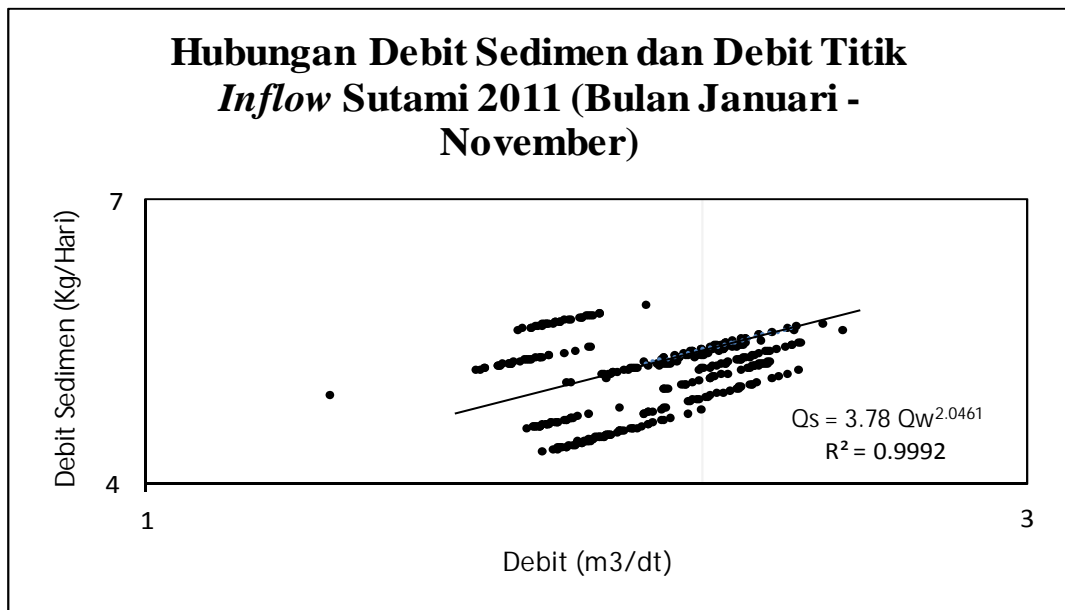 Hubungan Debit Sedimen dan Debit Titik
Inflow Sutami 2011 (Bulan Januari -
November)
7
Debit Sedimen (Kg/Hari)
4
Qs = 3.78 Qw^2.0461
R² = 0.9992
1
3
Debit (m3/dt)